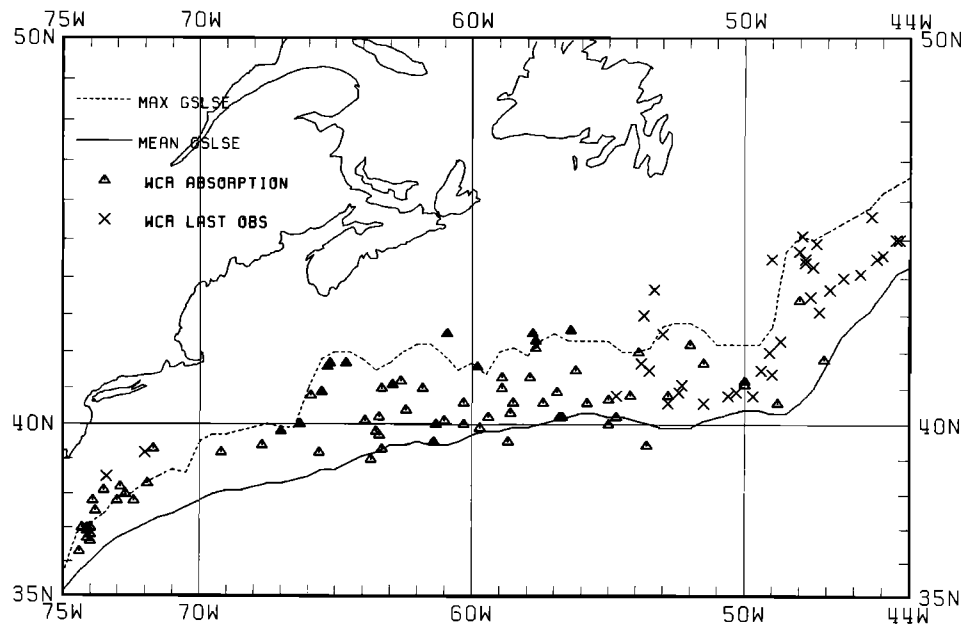 75W 70W 60W 50W 44W
50N 50N
MAX GSLSE
MEAN GSLSE
WCR ABSORPTION
WCR LAST OBS
40N 40N
35N 35N
75W 70W 60W 50W 44W